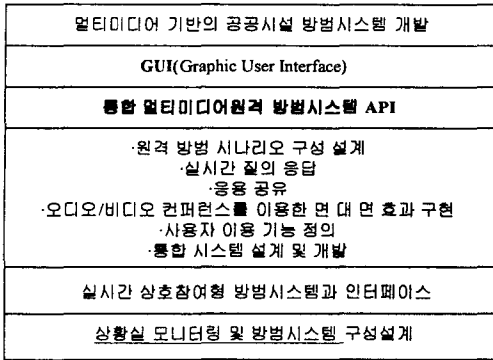 멀티미디어 기반의 공공시설 방범시스템 개발
GUI(Graphic User Interface)
통합 멀티미디어원격 방범시스템 API
·원격 방범 시나리오 구성 설계
·실시간 질의 응답
·응용 공유
·오디오/비디오 컨퍼런스를 이용한 면 대 면 효과 구현
·사용자 이용 기능 정의
·통합 시스템 설계 및 개발
실시간 상호참여형 방범시스템과 인터페이스
상황실 모니터링 및 방범시스템 구성설계